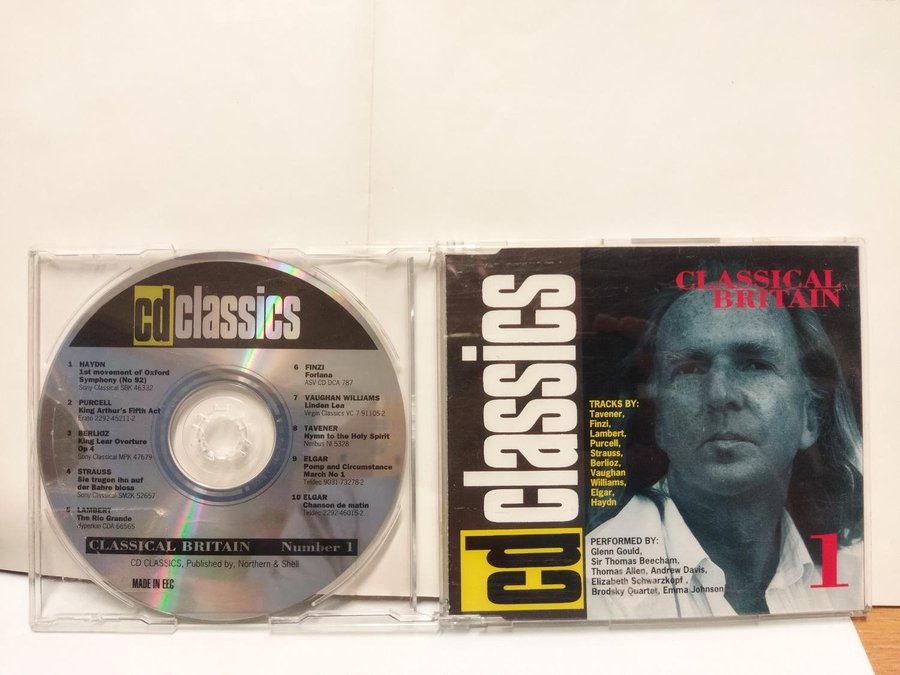 cd classics
1 HAYDN
1st movement of Oxford
Symphony (No 92)
Sony Classical SBK 46332
2 PURCELL
King Arthur's Fifth Act
Erato 2292-45211-2
3 BERLIOZ
King Lear Overture
Op 4
Sony Classical MPK 47679
4 STRAUSS
Sie trugen ihn auf
der Bahre bloss
Sony Classical SM2K 52657
5 LAMBERT
The Rio Grande
Hyperion CDA 66565
6 FINZI
Forlana
ASV CD DCA 787
7 VAUGHAN WILLIAMS
Linden Lea
Virgin Classics VC 7 91105-2
8 TAVENER
Hymn to the Holy Spirit
Nimbus NI 5328
9 ELGAR
Pomp and Circumstance
March No 1
Teldec 9031-73278-2
10 ELGAR
Chanson de matin
Teldec 2292-46015-2
CLASSICAL BRITAIN Number 1
CD CLASSICS, Published by, Northern & Shell
MADE IN EEC
cd classics
CLASSICAL
BRITAIN
TRACKS BY:
Tavener,
Finzi,
Lambert,
Purcell,
Strauss,
Berlioz,
Vaughan
Williams,
Elgar,
Haydn
PERFORMED BY:
Glenn Gould,
Sir Thomas Beecham,
Thomas Allen, Andrew Davis,
Elizabeth Schwarzkopf ,
Brodsky Quartet, Emma Johnson
1